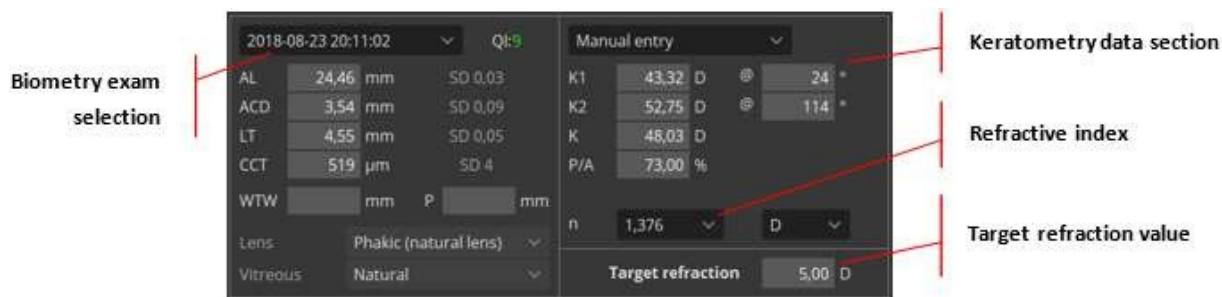 Biometry exam
selection
2018-08-23 20:11:02 QI:9
AL 24,46 mm SD 0,03
ACD 3,54 mm SD 0,09
LT 4,55 mm SD 0,05
CCT 519 µm SD 4
WTW mm P mm
Lens Phakic (natural lens)
Vitreous Natural
Manual entry
K1 43,32 D @ 24 °
K2 52,75 D @ 114 °
K 48,03 D
P/A 73,00 %
n 1,376 D
Target refraction 5,00 D
Keratometry data section
Refractive index
Target refraction value